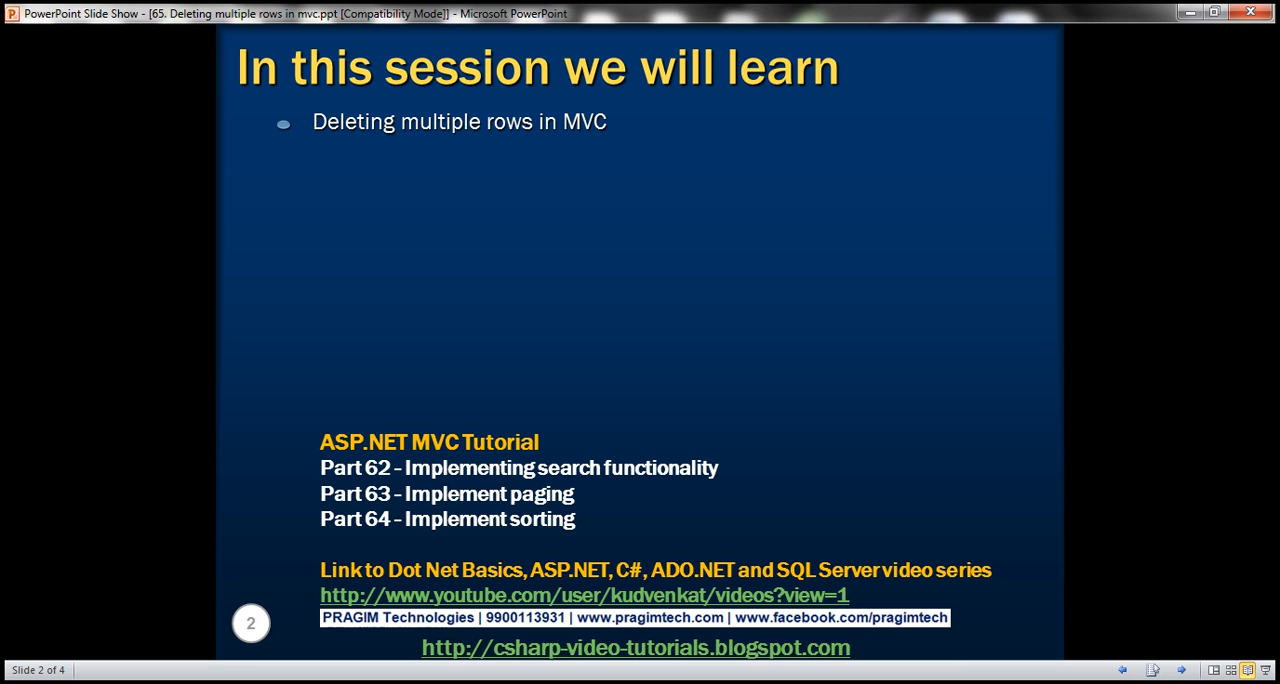 PowerPoint Slide Show - [65. Deleting multiple rows in mvc.ppt [Compatibility Mode]] - Microsoft PowerPoint
In this session we will learn
Deleting multiple rows in MVC
ASP.NET MVC Tutorial
Part 62 - Implementing search functionality
Part 63 - Implement paging
Part 64 - Implement sorting
Link to Dot Net Basics, ASP.NET, C#, ADO.NET and SQL Server video series
http://www.youtube.com/user/kudvenkat/videos?view=1
PRAGIM Technologies | 9900113931 | www.pragimtech.com | www.facebook.com/pragimtech
2
http://csharp-video-tutorials.blogspot.com
Slide 2 of 4